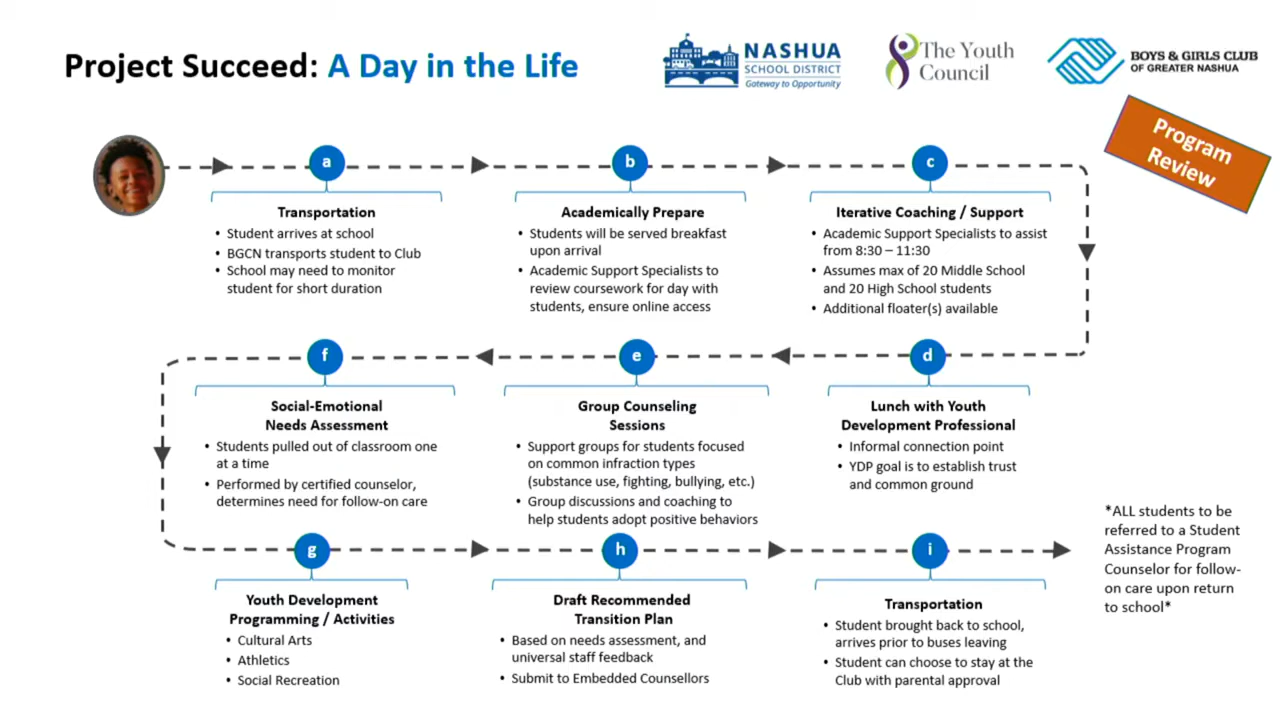 Project Succeed: A Day in the Life
NASHUA
SCHOOL DISTRICT
Gateway to Opportunity
The Youth
Council
BOYS & GIRLS CLUB
OF GREATER NASHUA
Program
Review
a
Transportation
• Student arrives at school
• BGCN transports student to Club
• School may need to monitor
student for short duration
b
Academically Prepare
• Students will be served breakfast
upon arrival
• Academic Support Specialists to
review coursework for day with
students, ensure online access
c
Iterative Coaching / Support
• Academic Support Specialists to assist
from 8:30 – 11:30
• Assumes max of 20 Middle School
and 20 High School students
• Additional floater(s) available
d
Lunch with Youth
Development Professional
• Informal connection point
• YDP goal is to establish trust
and common ground
e
Group Counseling
Sessions
• Support groups for students focused
on common infraction types
(substance use, fighting, bullying, etc.)
• Group discussions and coaching to
help students adopt positive behaviors
f
Social-Emotional
Needs Assessment
• Students pulled out of classroom one
at a time
• Performed by certified counselor,
determines need for follow-on care
g
Youth Development
Programming / Activities
• Cultural Arts
• Athletics
• Social Recreation
h
Draft Recommended
Transition Plan
• Based on needs assessment, and
universal staff feedback
• Submit to Embedded Counsellors
i
Transportation
• Student brought back to school,
arrives prior to buses leaving
• Student can choose to stay at the
Club with parental approval
*ALL students to be
referred to a Student
Assistance Program
Counselor for follow-
on care upon return
to school*